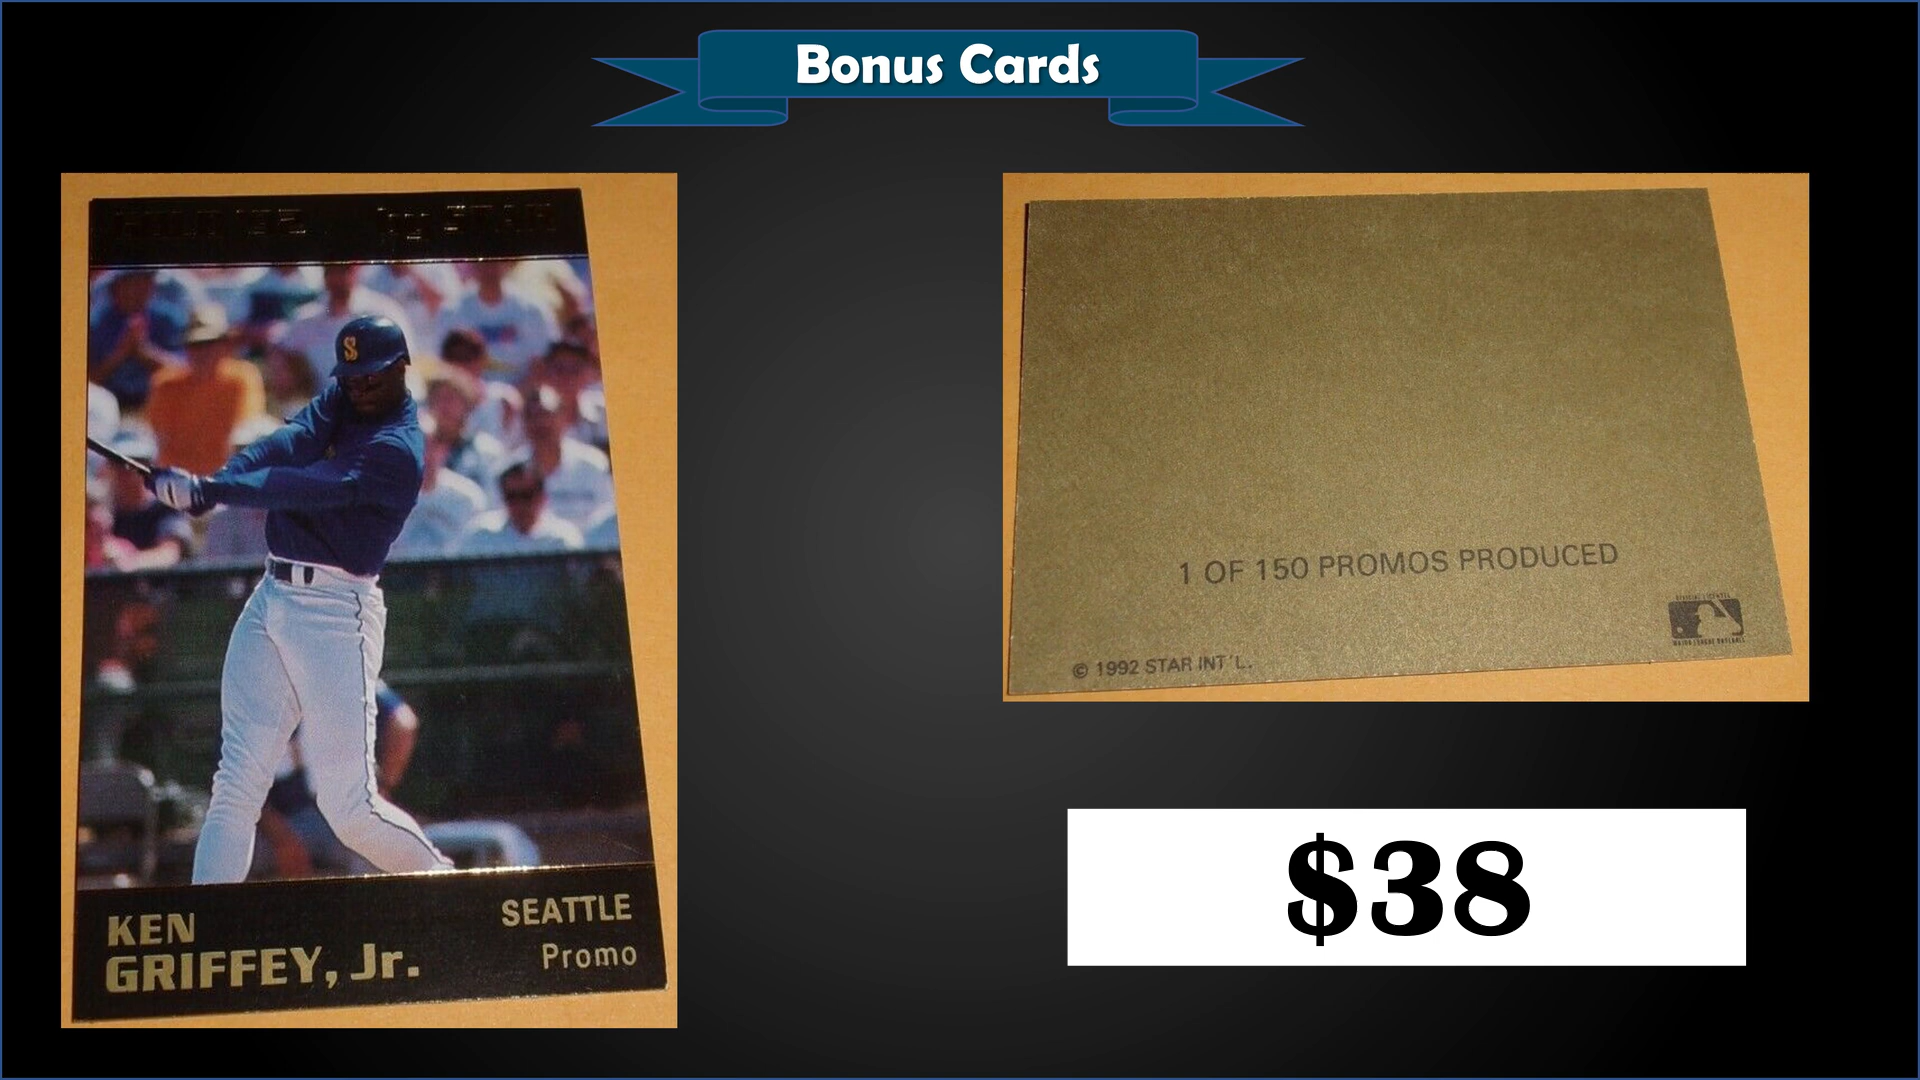 Bonus Cards
S
KEN
GRIFFEY, Jr.
SEATTLE
Promo
1 OF 150 PROMOS PRODUCED
© 1992 STAR INT'L.
$38